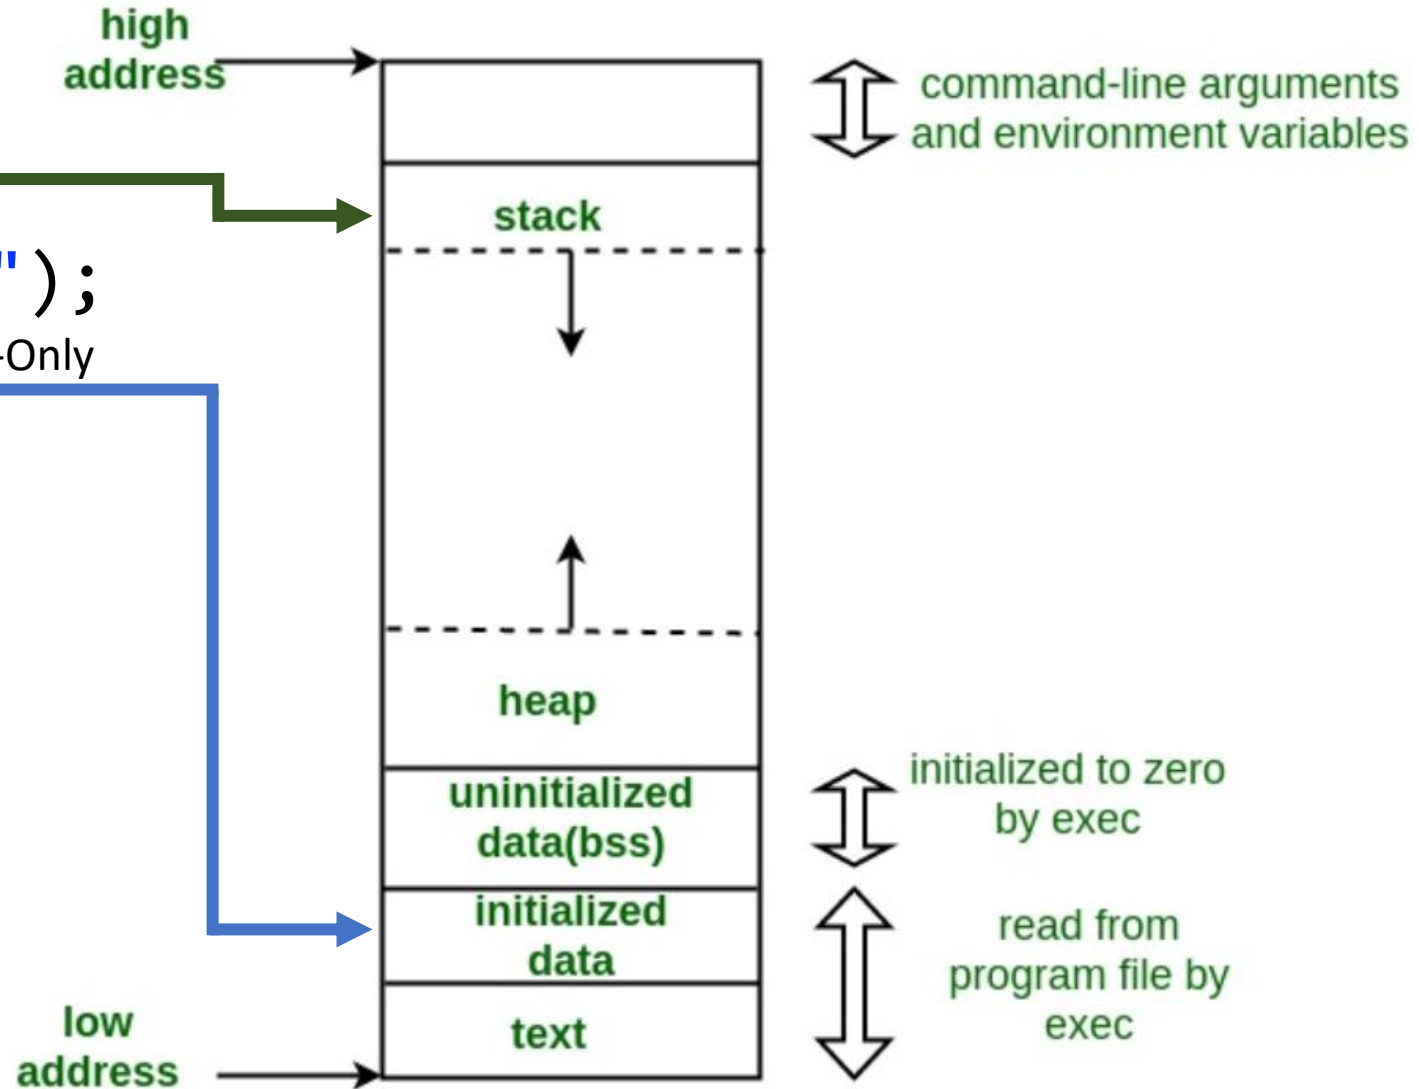 high
address
command-line arguments
and environment variables
stack
");
-Only
heap
uninitialized
data(bss)
initialized to zero
by exec
initialized
data
read from
program file by
exec
text
low
address